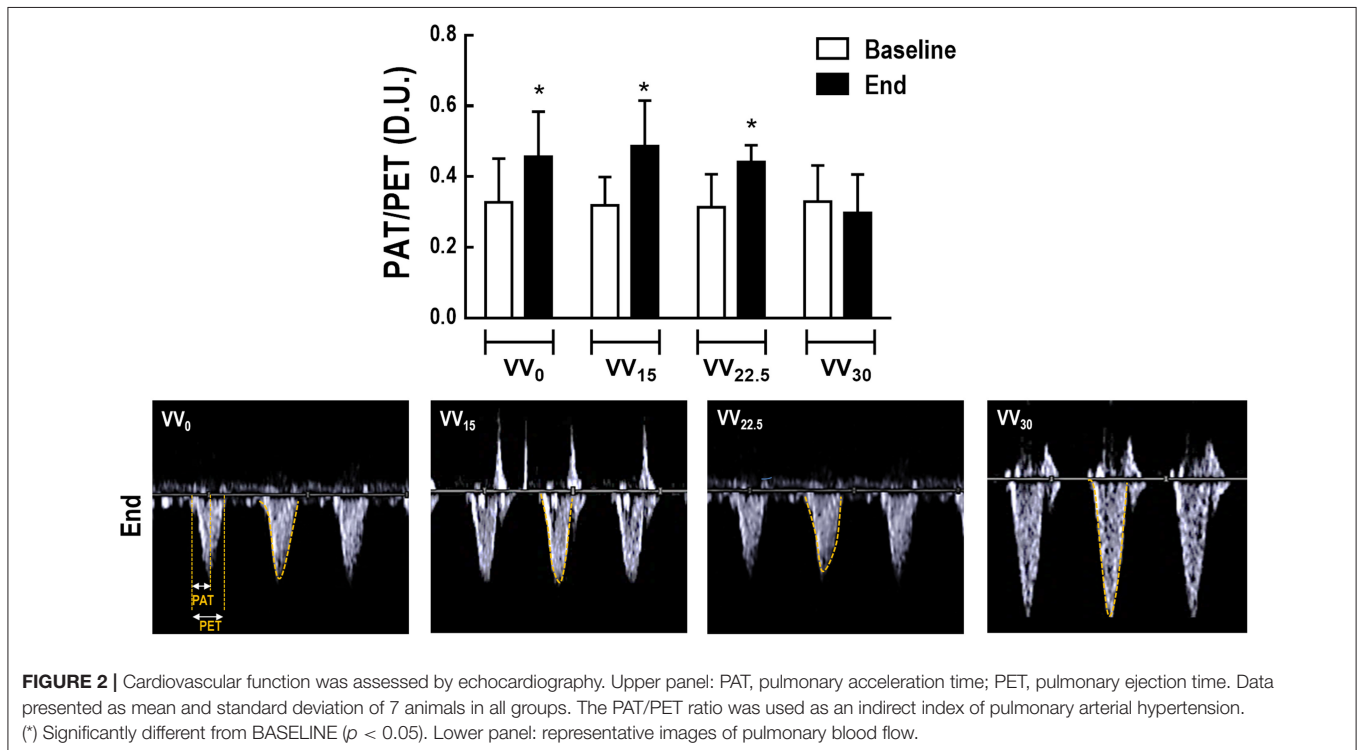 0.8
0.6
0.4
0.2
0.0
PAT/PET (D.U.)
Baseline
End
*
*
*
VV0
VV15
VV22.5
VV30
End
VV0
PAT
PET
VV15
VV22.5
VV30
FIGURE 2 | Cardiovascular function was assessed by echocardiography. Upper panel: PAT, pulmonary acceleration time; PET, pulmonary ejection time. Data
presented as mean and standard deviation of 7 animals in all groups. The PAT/PET ratio was used as an indirect index of pulmonary arterial hypertension.
(*) Significantly different from BASELINE (p < 0.05). Lower panel: representative images of pulmonary blood flow.